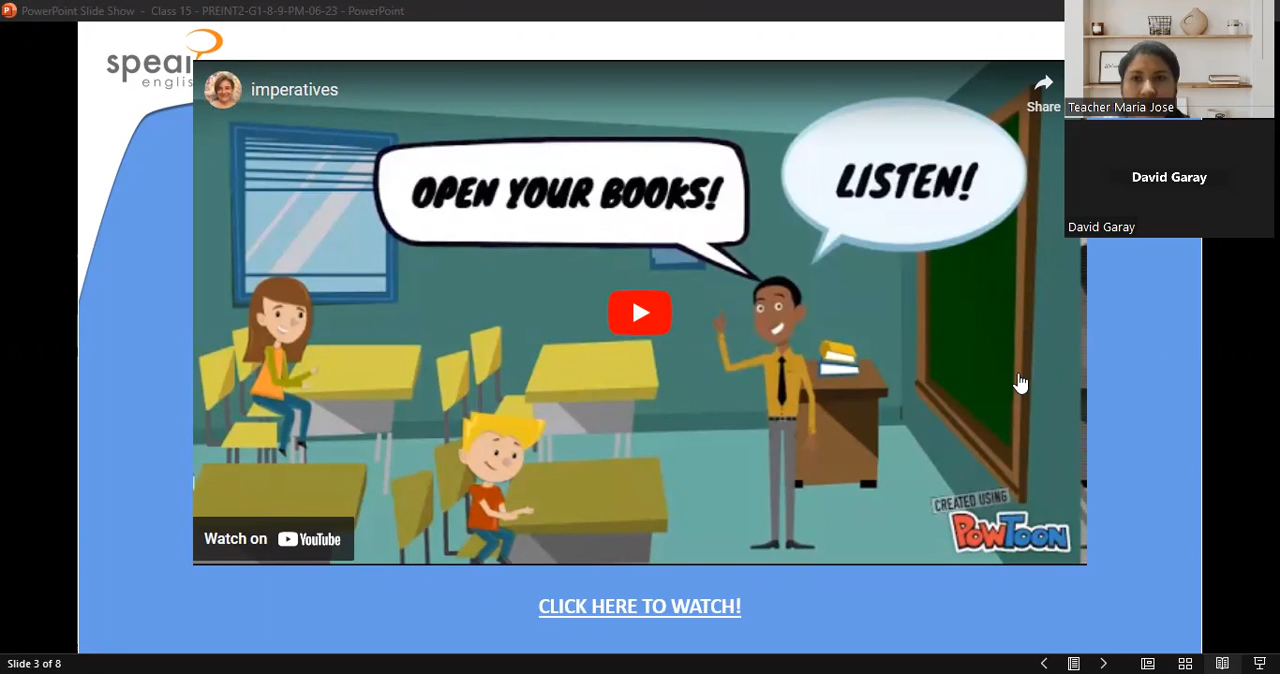 PowerPoint Slide Show - Class 15 - PREINT2-G1-8-9-PM-06-23 - PowerPoint
speak
english
imperatives
Share
OPEN YOUR BOOKS!
LISTEN!
Teacher Maria Jose
David Garay
David Garay
CREATED USING
POWTOON
Watch on YouTube
CLICK HERE TO WATCH!
Slide 3 of 8